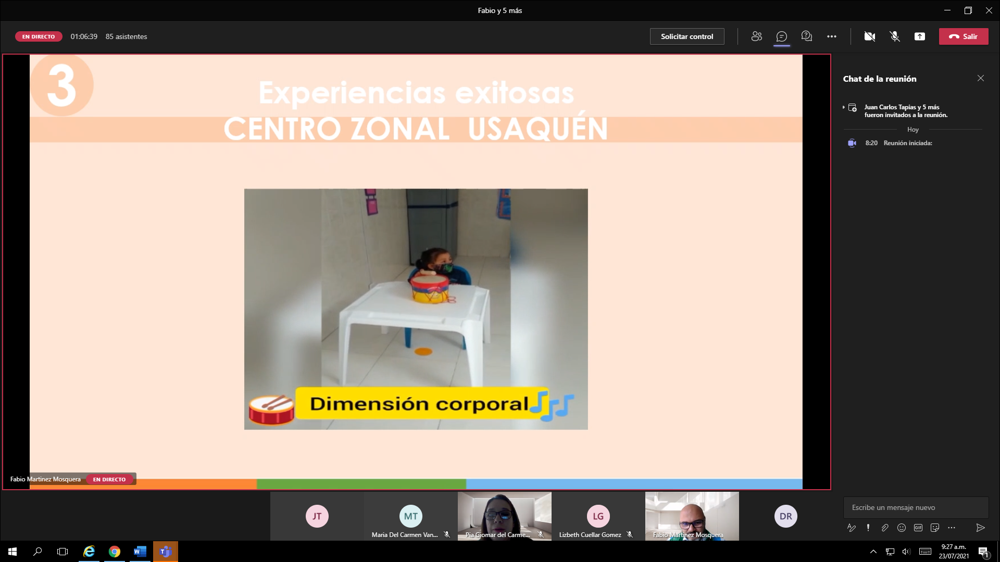 Fabio y 5 más
EN DIRECTO 01:06:39 85 asistentes
Solicitar control
Salir
3
Experiencias exitosas
CENTRO ZONAL USAQUÉN
Dimensión corporal
Fabio Martinez Mosquera EN DIRECTO
Chat de la reunión
Juan Carlos Tapias y 5 más
fueron invitados a la reunión.
Hoy
8:20 Reunión iniciada:
JT
MT
Maria Del Carmen Van...
Pia Giomar del Carme...
LG
Lizbeth Cuellar Gomez
Fabio Martinez Mosquera
DR
Escribe un mensaje nuevo
GIF
W
T
9:27 a.m.
23/07/2021
1